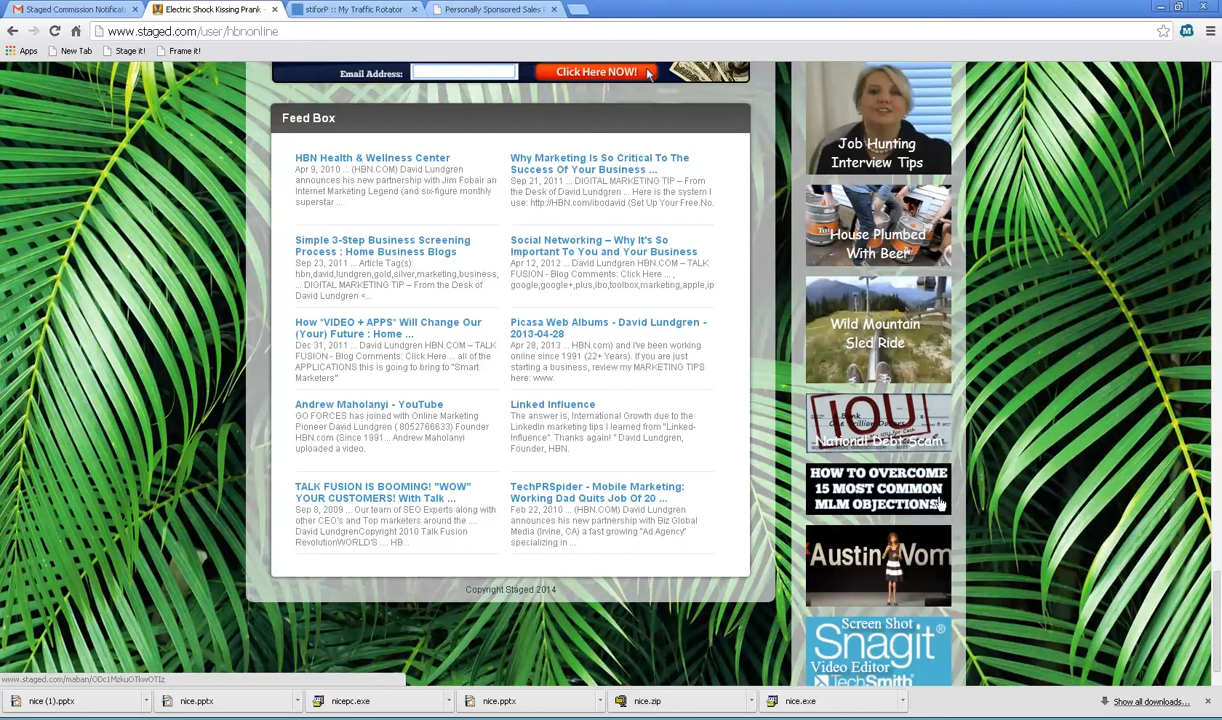 Staged Commission Notificati
Electric Shock Kissing Prank -
stiforP :: My Traffic Rotator
Personally Sponsored Sales F
www.staged.com/user/hbnonline
Apps
New Tab
Stage it!
Frame it!
Email Address:
Click Here NOW!
Feed Box
HBN Health & Wellness Center
Apr 9, 2010 ... (HBN.COM) David Lundgren
announces his new partnership with Jim Fobair an
Internet Marketing Legend (and six-figure monthly
superstar ...
Why Marketing Is So Critical To The
Success Of Your Business ...
Sep 21, 2011 ... DIGITAL MARKETING TIP – From
the Desk of David Lundgren ... Here is the system I
use: http://HBN.com/ibodavid (Set Up Your Free.No.
Simple 3-Step Business Screening
Process : Home Business Blogs
Sep 23, 2011 ... Article Tag(s):
hbn,david,lundgren,gold,silver,marketing,business,
... DIGITAL MARKETING TIP – From the Desk of
David Lundgren <...
Social Networking – Why It's So
Important To You and Your Business
Apr 12, 2012 ... David Lundgren HBN.COM – TALK
FUSION - Blog Comments: Click Here ... ,
google,google+,plus,ibo,toolbox,marketing,apple,ip
How "VIDEO + APPS" Will Change Our
(Your) Future : Home ...
Dec 31, 2011 ... David Lundgren HBN.COM – TALK
FUSION - Blog Comments: Click Here ... all of the
APPLICATIONS this is going to bring to "Smart
Marketers"
Picasa Web Albums - David Lundgren -
2013-04-28
Apr 28, 2013 ... HBN.com) and I've been working
online since 1991 (22+ Years). If you are just
starting a business, review my MARKETING TIPS
here: www.
Andrew Maholanyi - YouTube
GO FORCES has joined with Online Marketing
Pioneer David Lundgren ( 8052766633) Founder
HBN.com (Since 1991... Andrew Maholanyi
uploaded a video.
Linked Influence
The answer is, International Growth due to the
LinkedIn marketing tips I learned from "Linked-
Influence". Thanks again! " David Lundgren,
Founder, HBN.
TALK FUSION IS BOOMING! "WOW"
YOUR CUSTOMERS! With Talk ...
Sep 8, 2009 ... Our team of SEO Experts along with
other CEO's and Top marketers around the ....
David LundgrenCopyright 2010 Talk Fusion
RevolutionWORLD'S .... HB...
TechPRSpider - Mobile Marketing:
Working Dad Quits Job Of 20 ...
Feb 22, 2010 ... (HBN.COM) David Lundgren
announces his new partnership with Biz Global
Media (Irvine, CA) a fast growing "Ad Agency"
specializing in ...
Copyright Staged 2014
Job Hunting
Interview Tips
House Plumbed
With Beer
Wild Mountain
Sled Ride
IOU
Bank
One Trillion Dollars
National Debt Scam
HOW TO OVERCOME
15 MOST COMMON
MLM OBJECTIONS!
Austin Wom
Screen Shot
Snagit®
Video Editor
TechSmith
www.staged.com/maban/ODc1MzkuOTkwOTIz
nice (1).pptx
nice.pptx
nicepc.exe
nice.pptx
nice.zip
nice.exe
Show all downloads...